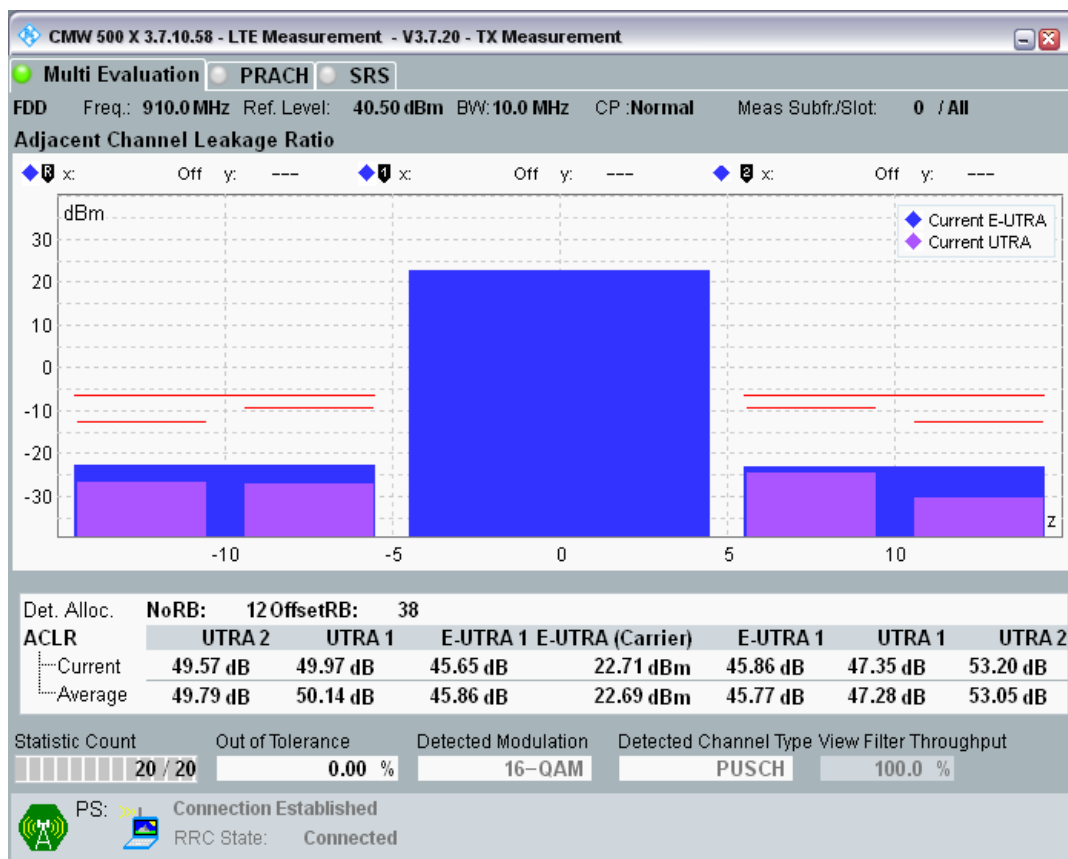 CMW 500 X 3.7.10.58 - LTE Measurement - V3.7.20 - TX Measurement
Multi Evaluation PRACH SRS
FDD Freq.: 910.0 MHz Ref. Level: 40.50 dBm BW: 10.0 MHz CP :Normal Meas Subfr./Slot: 0 / All
Adjacent Channel Leakage Ratio
R x: Off y: --- 1 x: Off y: --- 2 x: Off y: ---
dBm
Current E-UTRA
Current UTRA
30
20
10
0
-10
-20
-30
z
-10 -5 0 5 10
Det. Alloc. NoRB: 12 OffsetRB: 38
ACLR UTRA 2 UTRA 1 E-UTRA 1 E-UTRA (Carrier) E-UTRA 1 UTRA 1 UTRA 2
Current 49.57 dB 49.97 dB 45.65 dB 22.71 dBm 45.86 dB 47.35 dB 53.20 dB
Average 49.79 dB 50.14 dB 45.86 dB 22.69 dBm 45.77 dB 47.28 dB 53.05 dB
Statistic Count Out of Tolerance Detected Modulation Detected Channel Type View Filter Throughput
20 / 20 0.00 % 16-QAM PUSCH 100.0 %
PS: Connection Established
RRC State: Connected